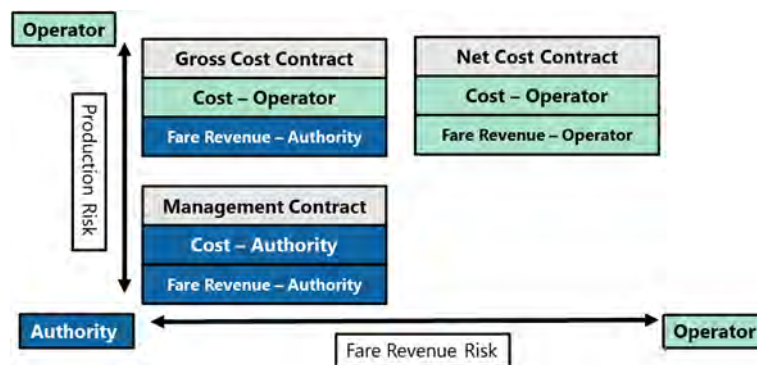 Operator
Gross Cost Contract
Cost – Operator
Fare Revenue – Authority
Net Cost Contract
Cost – Operator
Fare Revenue – Operator
Production Risk
Management Contract
Cost – Authority
Fare Revenue – Authority
Authority
Fare Revenue Risk
Operator